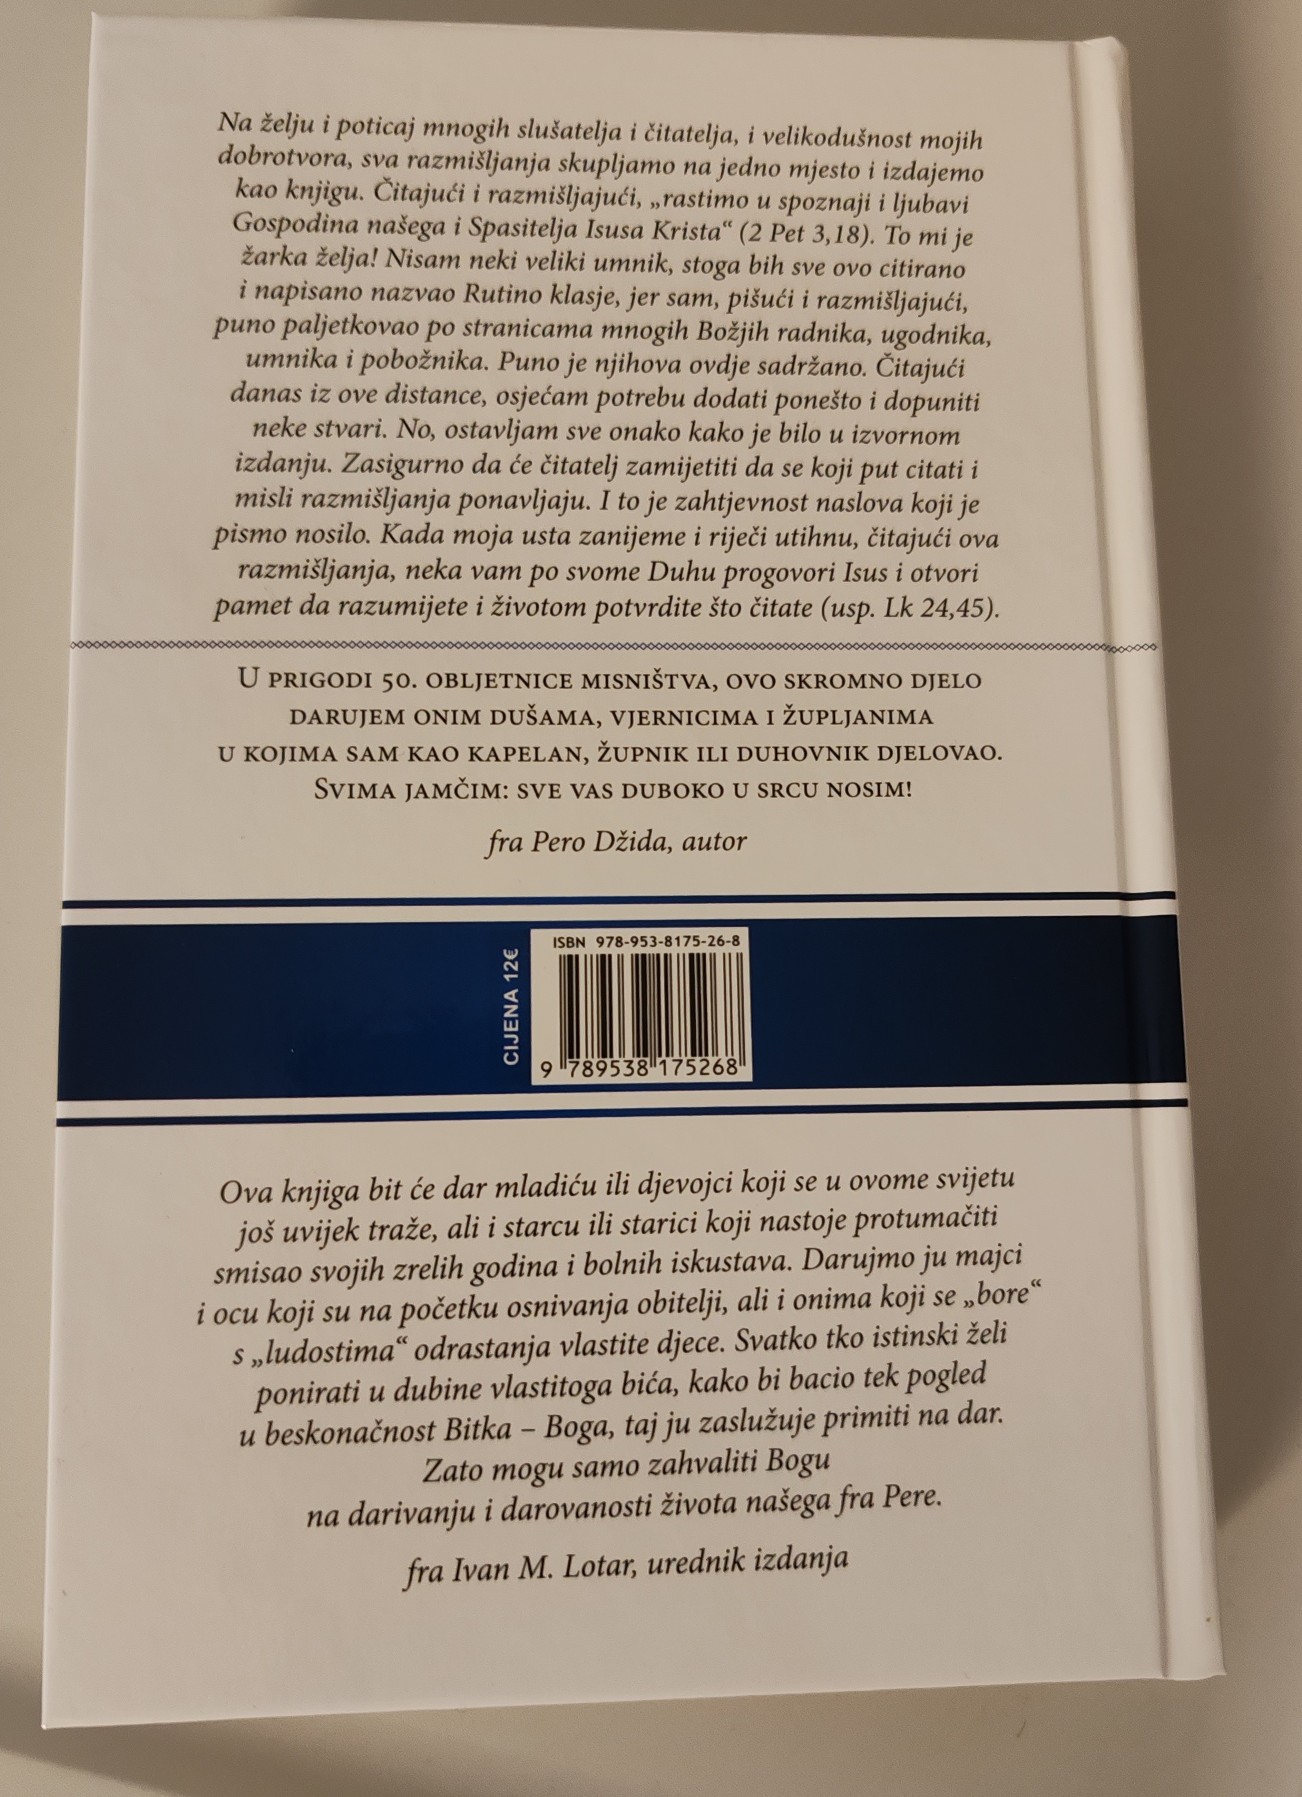 Na želju i poticaj mnogih slušatelja i čitatelja, i velikodušnost mojih
dobrotvora, sva razmišljanja skupljamo na jedno mjesto i izdajemo
kao knjigu. Čitajući i razmišljajući, „rastimo u spoznaji i ljubavi
Gospodina našega i Spasitelja Isusa Krista“ (2 Pet 3,18). To mi je
žarka želja! Nisam neki veliki umnik, stoga bih sve ovo citirano
i napisano nazvao Rutino klasje, jer sam, pišući i razmišljajući,
puno paljetkovao po stranicama mnogih Božjih radnika, ugodnika,
umnika i pobožnika. Puno je njihova ovdje sadržano. Čitajući
danas iz ove distance, osjećam potrebu dodati ponešto i dopuniti
neke stvari. No, ostavljam sve onako kako je bilo u izvornom
izdanju. Zasigurno da će čitatelj zamijetiti da se koji put citati i
misli razmišljanja ponavljaju. I to je zahtjevnost naslova koji je
pismo nosilo. Kada moja usta zanijeme i riječi utihnu, čitajući ova
razmišljanja, neka vam po svome Duhu progovori Isus i otvori
pamet da razumijete i životom potvrdite što čitate (usp. Lk 24,45).
U PRIGODI 50. OBLJETNICE MISNIŠTVA, OVO SKROMNO DJELO
DARUJEM ONIM DUŠAMA, VJERNICIMA I ŽUPLJANIMA
U KOJIMA SAM KAO KAPELAN, ŽUPNIK ILI DUHOVNIK DJELOVAO.
SVIMA JAMČIM: SVE VAS DUBOKO U SRCU NOSIM!
fra Pero Džida, autor
CIJENA 12€
ISBN 978-953-8175-26-8
9 789538 175268
Ova knjiga bit će dar mladiću ili djevojci koji se u ovome svijetu
još uvijek traže, ali i starcu ili starici koji nastoje protumačiti
smisao svojih zrelih godina i bolnih iskustava. Darujmo ju majci
i ocu koji su na početku osnivanja obitelji, ali i onima koji se „bore“
s „ludostima“ odrastanja vlastite djece. Svatko tko istinski želi
ponirati u dubine vlastitoga bića, kako bi bacio tek pogled
u beskonačnost Bitka – Boga, taj ju zaslužuje primiti na dar.
Zato mogu samo zahvaliti Bogu
na darivanju i darovanosti života našega fra Pere.
fra Ivan M. Lotar, urednik izdanja